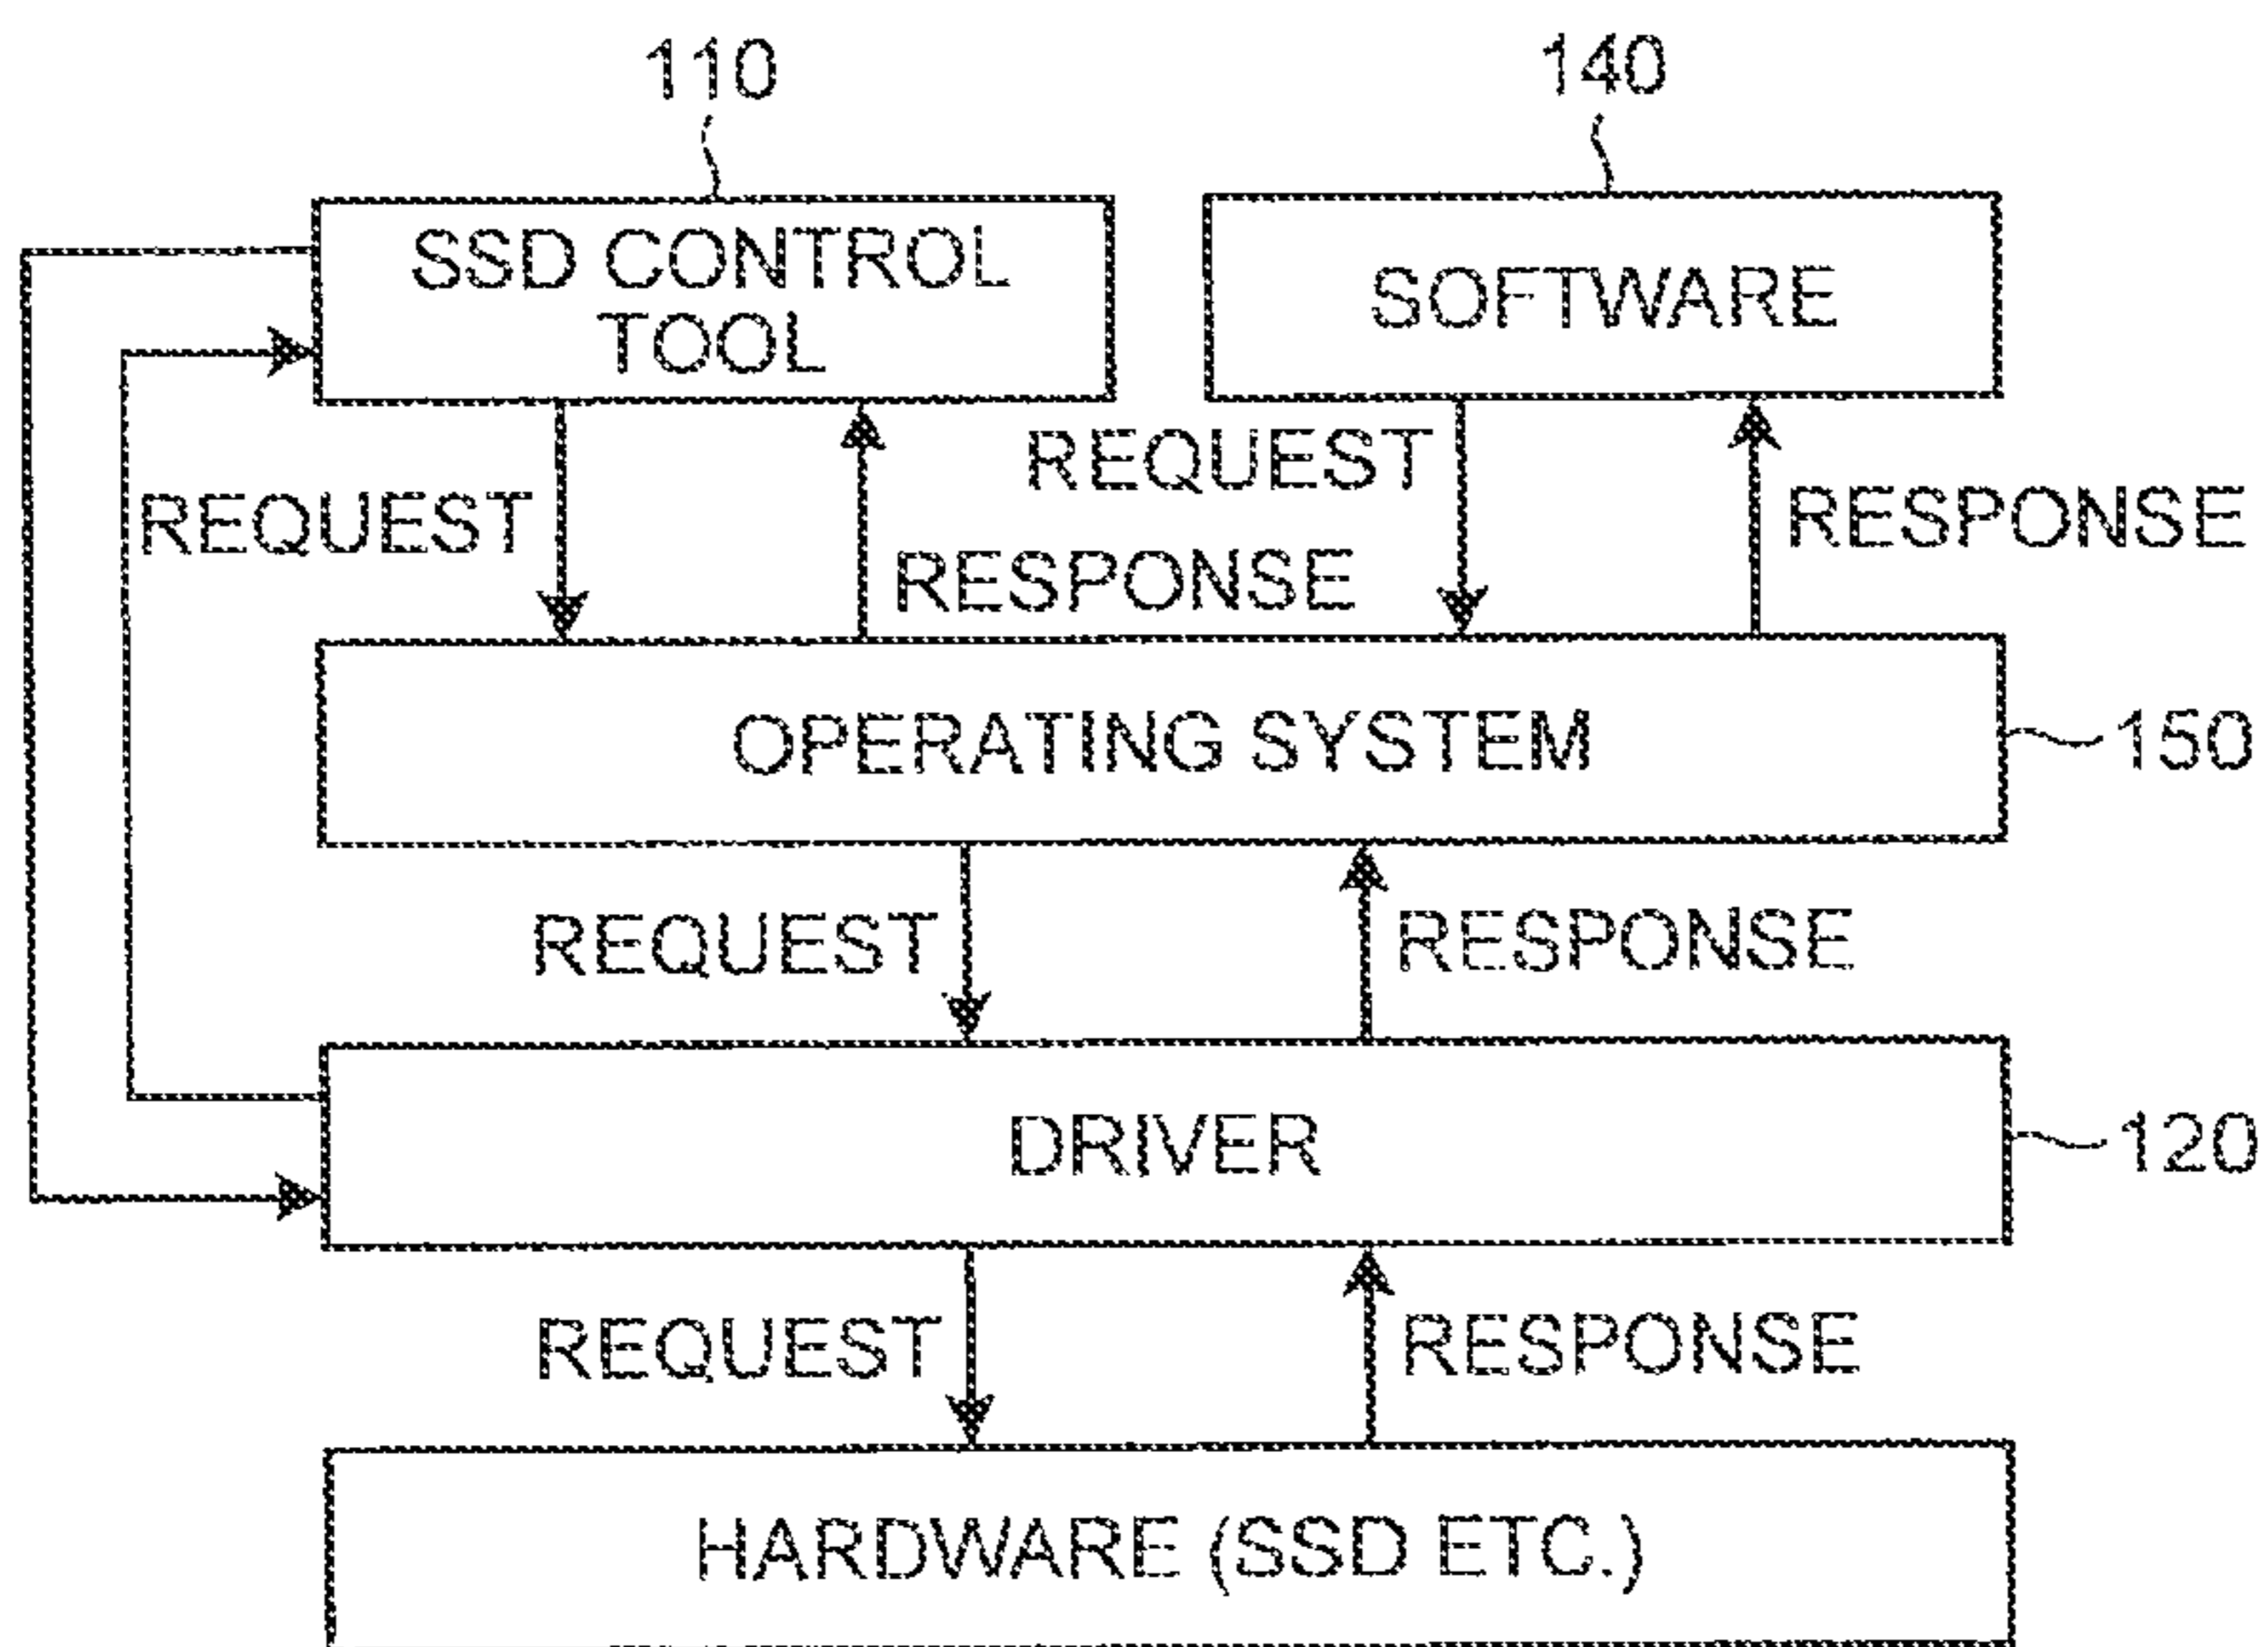 110
140
SSD CONTROL
TOOL
SOFTWARE
REQUEST
RESPONSE
REQUEST
RESPONSE
OPERATING SYSTEM
150
REQUEST
RESPONSE
DRIVER
120
REQUEST
RESPONSE
HARDWARE (SSD ETC.)